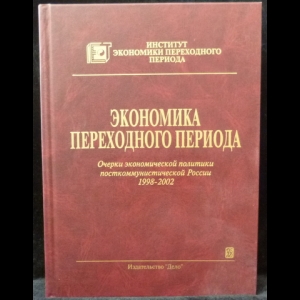 ИНСТИТУТ
ЭКОНОМИКИ ПЕРЕХОДНОГО
ПЕРИОДА
ЭКОНОМИКА
ПЕРЕХОДНОГО ПЕРИОДА
Очерки экономической политики
посткоммунистической России
1998-2002
Издательство "Дело"